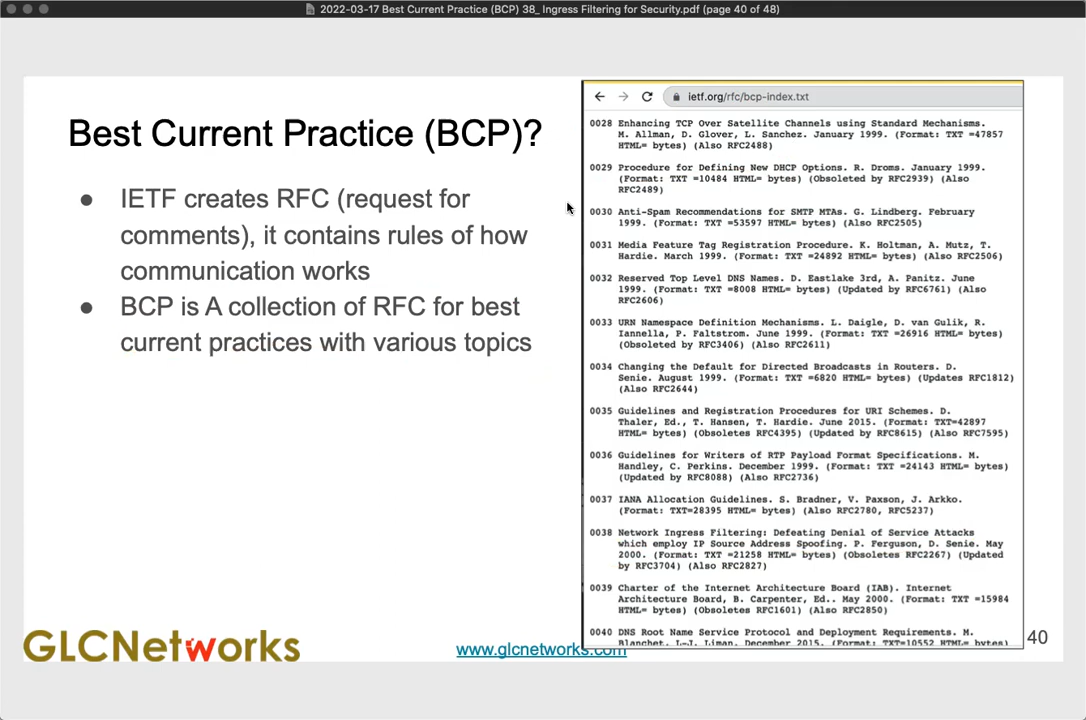 2022-03-17 Best Current Practice (BCP) 38_ Ingress Filtering for Security.pdf (page 40 of 48)
Best Current Practice (BCP)?
● IETF creates RFC (request for
comments), it contains rules of how
communication works
● BCP is A collection of RFC for best
current practices with various topics
ietf.org/rfc/bcp-index.txt
0028 Enhancing TCP Over Satellite Channels using Standard Mechanisms.
M. Allman, D. Glover, L. Sanchez. January 1999. (Format: TXT =47857
HTML= bytes) (Also RFC2488)
0029 Procedure for Defining New DHCP Options. R. Droms. January 1999.
(Format: TXT =10484 HTML= bytes) (Obsoleted by RFC2939) (Also
RFC2489)
0030 Anti-Spam Recommendations for SMTP MTAs. G. Lindberg. February
1999. (Format: TXT =53597 HTML= bytes) (Also RFC2505)
0031 Media Feature Tag Registration Procedure. K. Holtman, A. Mutz, T.
Hardie. March 1999. (Format: TXT =24892 HTML= bytes) (Also RFC2506)
0032 Reserved Top Level DNS Names. D. Eastlake 3rd, A. Panitz. June
1999. (Format: TXT =8008 HTML= bytes) (Updated by RFC6761) (Also
RFC2606)
0033 URN Namespace Definition Mechanisms. L. Daigle, D. van Gulik, R.
Iannella, P. Faltstrom. June 1999. (Format: TXT =26916 HTML= bytes)
(Obsoleted by RFC3406) (Also RFC2611)
0034 Changing the Default for Directed Broadcasts in Routers. D.
Senie. August 1999. (Format: TXT =6820 HTML= bytes) (Updates RFC1812)
(Also RFC2644)
0035 Guidelines and Registration Procedures for URI Schemes. D.
Thaler, Ed., T. Hansen, T. Hardie. June 2015. (Format: TXT=42897
HTML= bytes) (Obsoletes RFC4395) (Updated by RFC8615) (Also RFC7595)
0036 Guidelines for Writers of RTP Payload Format Specifications. M.
Handley, C. Perkins. December 1999. (Format: TXT =24143 HTML= bytes)
(Updated by RFC8088) (Also RFC2736)
0037 IANA Allocation Guidelines. S. Bradner, V. Paxson, J. Arkko.
(Format: TXT=28395 HTML= bytes) (Also RFC2780, RFC5237)
0038 Network Ingress Filtering: Defeating Denial of Service Attacks
which employ IP Source Address Spoofing. P. Ferguson, D. Senie. May
2000. (Format: TXT =21258 HTML= bytes) (Obsoletes RFC2267) (Updated
by RFC3704) (Also RFC2827)
0039 Charter of the Internet Architecture Board (IAB). Internet
Architecture Board, B. Carpenter, Ed.. May 2000. (Format: TXT =15984
HTML= bytes) (Obsoletes RFC1601) (Also RFC2850)
0040 DNS Root Name Service Protocol and Deployment Requirements. M.
Blanchet, L-J. Liman. December 2015. (Format: TXT=10552 HTML= bytes)
GLCNetworks
www.glcnetworks.com
40